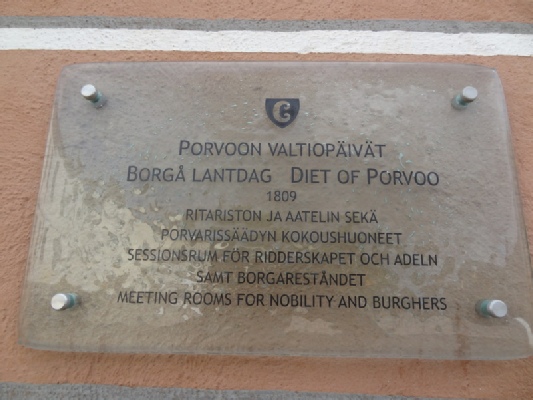 C
PORVOON VALTIOPÄIVÄT
BORGÅ LANTDAG DIET OF PORVOO
1809
RITARISTON JA AATELIN SEKÄ
PORVARISSÄÄDYN KOKOUSHUONEET
SESSIONSRUM FÖR RIDDERSKAPET OCH ADELN
SAMT BORGARESTÅNDET
MEETING ROOMS FOR NOBILITY AND BURGHERS